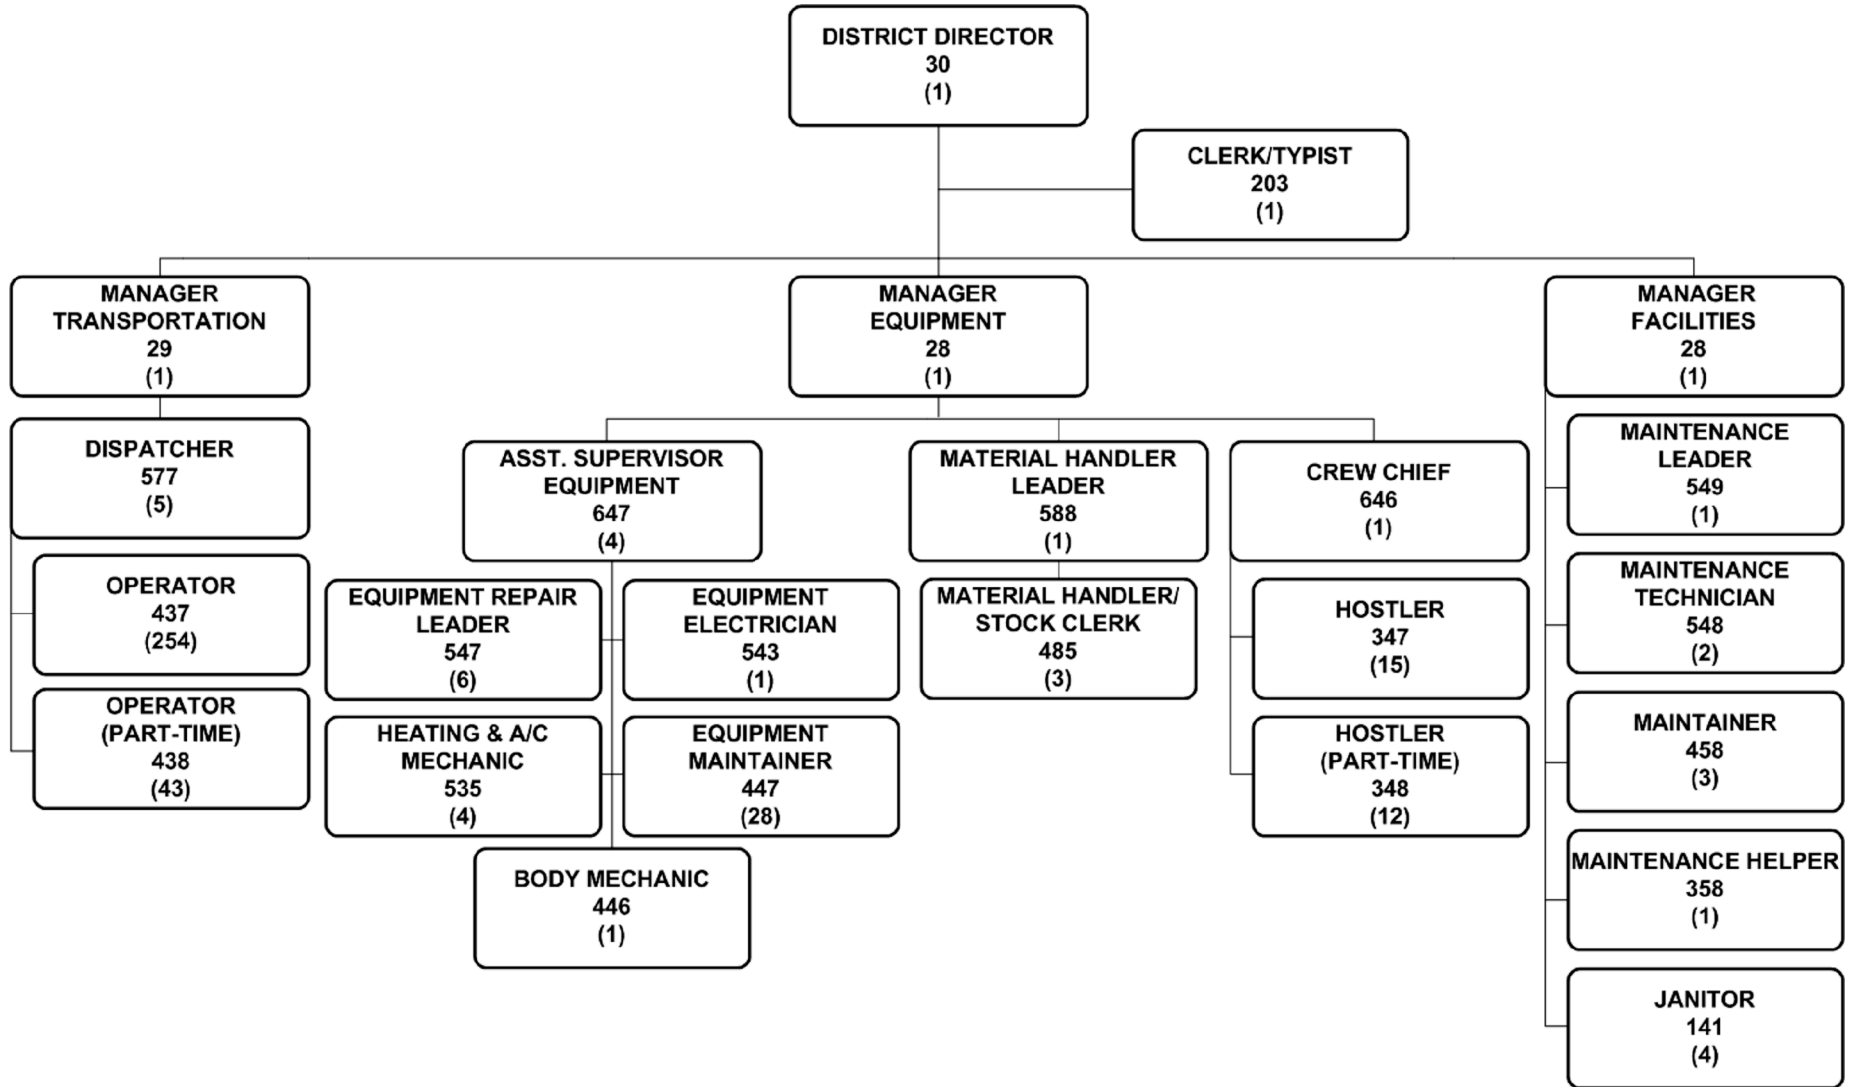 DISTRICT DIRECTOR
30
(1)
CLERK/TYPIST
203
(1)
MANAGER
TRANSPORTATION
29
(1)
DISPATCHER
577
(5)
OPERATOR
437
(254)
OPERATOR
(PART-TIME)
438
(43)
MANAGER
EQUIPMENT
28
(1)
ASST. SUPERVISOR
EQUIPMENT
647
(4)
EQUIPMENT REPAIR
LEADER
547
(6)
EQUIPMENT
ELECTRICIAN
543
(1)
HEATING & A/C
MECHANIC
535
(4)
EQUIPMENT
MAINTAINER
447
(28)
BODY MECHANIC
446
(1)
MATERIAL HANDLER
LEADER
588
(1)
MATERIAL HANDLER/
STOCK CLERK
485
(3)
CREW CHIEF
646
(1)
HOSTLER
347
(15)
HOSTLER
(PART-TIME)
348
(12)
MANAGER
FACILITIES
28
(1)
MAINTENANCE
LEADER
549
(1)
MAINTENANCE
TECHNICIAN
548
(2)
MAINTAINER
458
(3)
MAINTENANCE HELPER
358
(1)
JANITOR
141
(4)